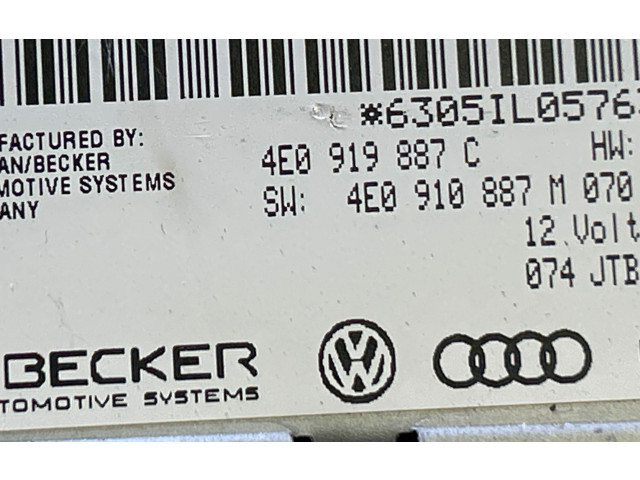 *6305IL0576
FACTURED BY:
AN/BECKER
MOTIVE SYSTEMS
ANY
4E0 919 887 C HW:
SW: 4E0 910 887 M 070
12 Volt
074 JTB
BECKER
TOMOTIVE SYSTEMS
VW